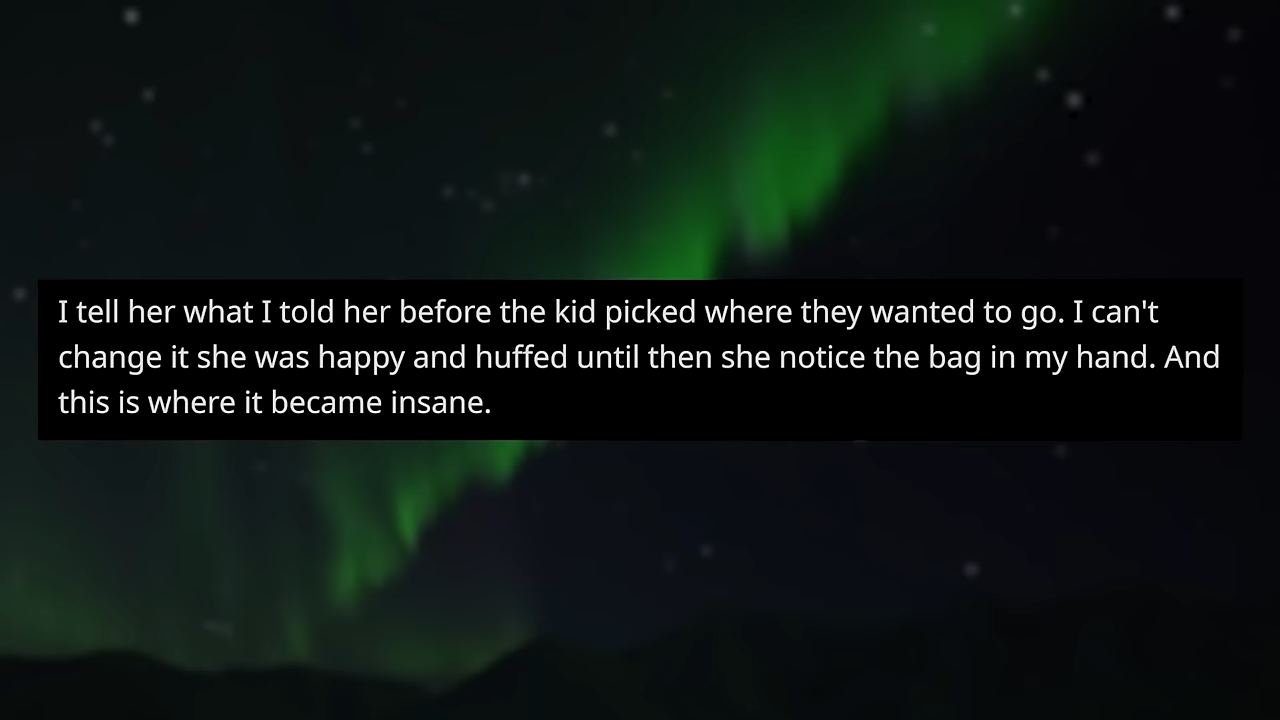 I tell her what I told her before the kid picked where they wanted to go. I can't
change it she was happy and huffed until then she notice the bag in my hand. And
this is where it became insane.